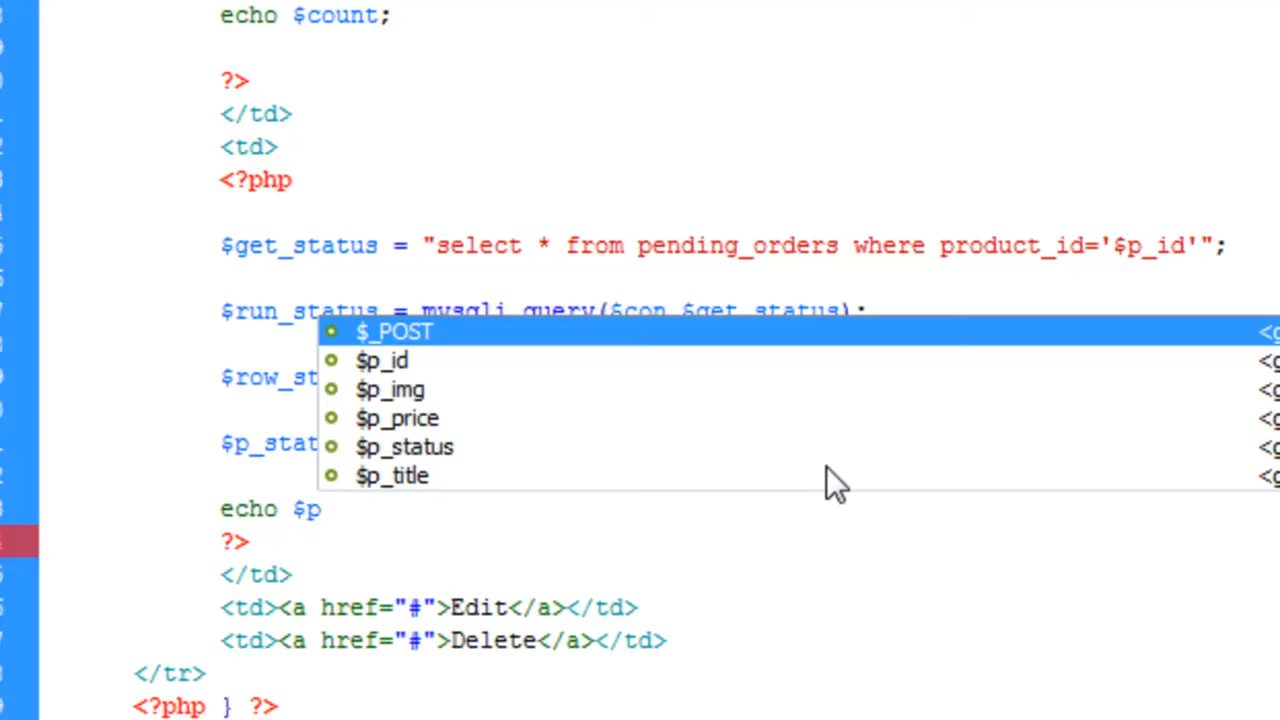 echo $count;
?>
</td>
<td>
<?php
$get_status = "select * from pending_orders where product_id='$p_id'";
$run_status = mysqli_query($con,$get_status);
$_POST <g
$p_id <g
$row_st
$p_img <g
$p_price <g
$p_stat
$p_status <g
$p_title <g
echo $p
?>
</td>
<td><a href="#">Edit</a></td>
<td><a href="#">Delete</a></td>
</tr>
<?php } ?>